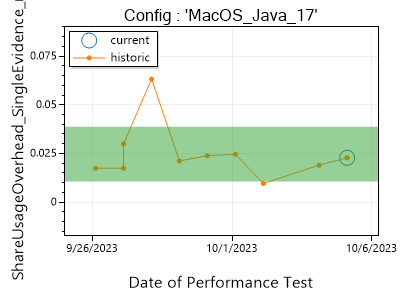 Config : 'MacOS_Java_17'
ShareUsageOverhead_SingleEvidence_
current
historic
0.075
0.05
0.025
0
9/26/2023
10/1/2023
10/6/2023
Date of Performance Test